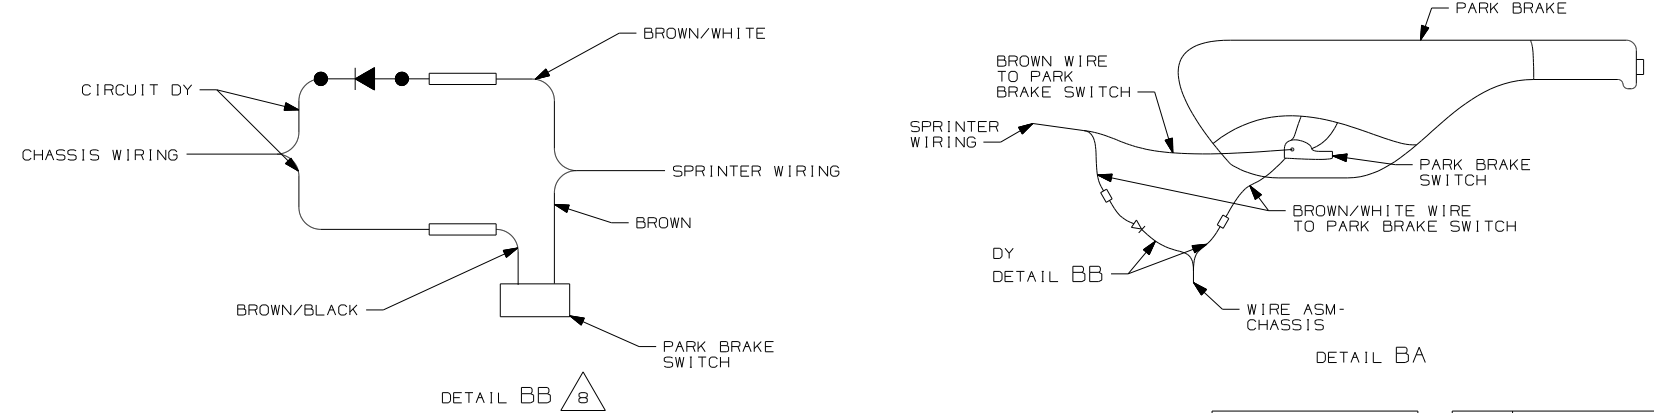 BROWN/WHITE
CIRCUIT DY
CHASSIS WIRING
SPRINTER WIRING
BROWN
BROWN/BLACK
PARK BRAKE
SWITCH
DETAIL BB 8
PARK BRAKE
BROWN WIRE
TO PARK
BRAKE SWITCH
SPRINTER
WIRING
PARK BRAKE
SWITCH
BROWN/WHITE WIRE
TO PARK BRAKE SWITCH
DY
DETAIL BB
WIRE ASM-
CHASSIS
DETAIL BA